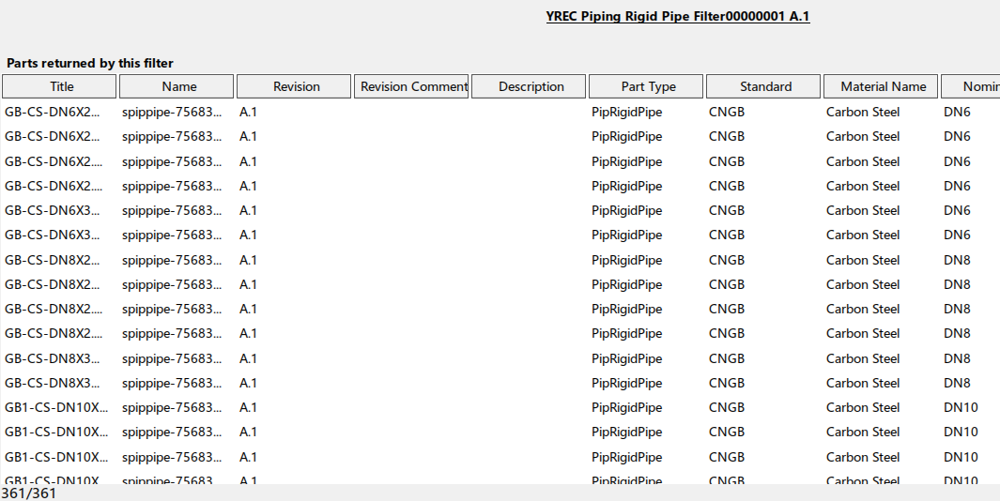 YREC Piping Rigid Pipe Filter00000001 A.1
Parts returned by this filter
Title Name Revision Revision Comment Description Part Type Standard Material Name Nomin
GB-CS-DN6X2... spippipe-75683... A.1 PipRigidPipe CNGB Carbon Steel DN6
GB-CS-DN6X2... spippipe-75683... A.1 PipRigidPipe CNGB Carbon Steel DN6
GB-CS-DN6X2.... spippipe-75683... A.1 PipRigidPipe CNGB Carbon Steel DN6
GB-CS-DN6X2.... spippipe-75683... A.1 PipRigidPipe CNGB Carbon Steel DN6
GB-CS-DN6X3... spippipe-75683... A.1 PipRigidPipe CNGB Carbon Steel DN6
GB-CS-DN6X3... spippipe-75683... A.1 PipRigidPipe CNGB Carbon Steel DN6
GB-CS-DN8X2... spippipe-75683... A.1 PipRigidPipe CNGB Carbon Steel DN8
GB-CS-DN8X2... spippipe-75683... A.1 PipRigidPipe CNGB Carbon Steel DN8
GB-CS-DN8X2.... spippipe-75683... A.1 PipRigidPipe CNGB Carbon Steel DN8
GB-CS-DN8X2.... spippipe-75683... A.1 PipRigidPipe CNGB Carbon Steel DN8
GB-CS-DN8X3... spippipe-75683... A.1 PipRigidPipe CNGB Carbon Steel DN8
GB-CS-DN8X3... spippipe-75683... A.1 PipRigidPipe CNGB Carbon Steel DN8
GB1-CS-DN10X... spippipe-75683... A.1 PipRigidPipe CNGB Carbon Steel DN10
GB1-CS-DN10X... spippipe-75683... A.1 PipRigidPipe CNGB Carbon Steel DN10
GB1-CS-DN10X... spippipe-75683... A.1 PipRigidPipe CNGB Carbon Steel DN10
GB1-CS-DN10X... spippipe-75683... A.1 PipRigidPipe CNGB Carbon Steel DN10
361/361